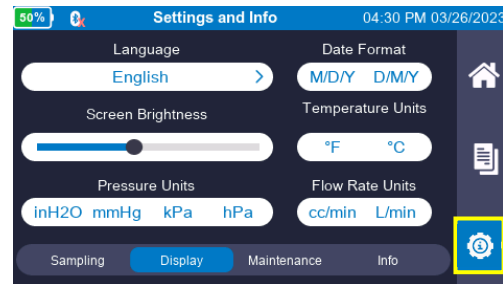 50% Settings and Info 04:30 PM 03/26/2023
Language
English
Date Format
M/D/Y D/M/Y
Screen Brightness
Temperature Units
°F °C
Pressure Units
inH2O mmHg kPa hPa
Flow Rate Units
cc/min L/min
Sampling Display Maintenance Info